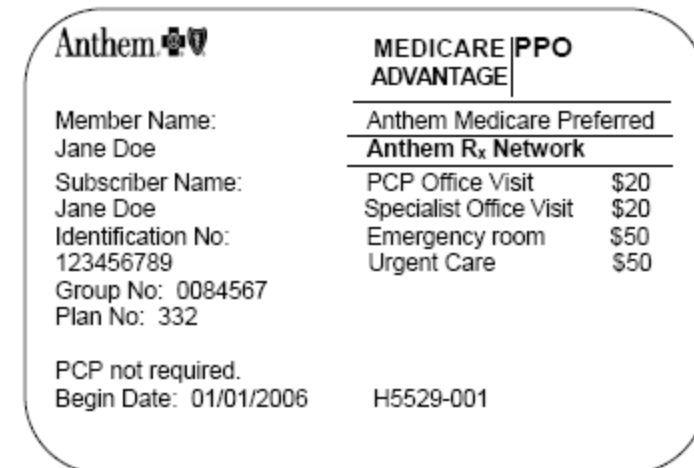 Anthem
MEDICARE PPO
ADVANTAGE
Member Name:
Jane Doe
Subscriber Name:
Jane Doe
Identification No:
123456789
Group No: 0084567
Plan No: 332
PCP not required.
Begin Date: 01/01/2006
Anthem Medicare Preferred
Anthem Rx Network
PCP Office Visit $20
Specialist Office Visit $20
Emergency room $50
Urgent Care $50
H5529-001